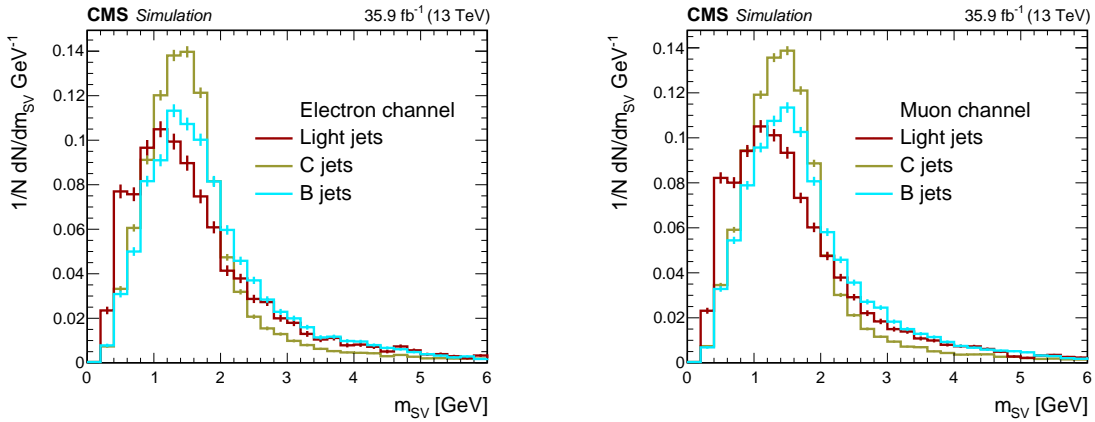 CMS Simulation 35.9 fb⁻¹ (13 TeV)
1/N dN/dm_SV GeV⁻¹
0.14
0.12
0.1
0.08
0.06
0.04
0.02
0
Electron channel
Light jets
C jets
B jets
0 1 2 3 4 5 6
m_SV [GeV]
CMS Simulation 35.9 fb⁻¹ (13 TeV)
1/N dN/dm_SV GeV⁻¹
0.14
0.12
0.1
0.08
0.06
0.04
0.02
0
Muon channel
Light jets
C jets
B jets
0 1 2 3 4 5 6
m_SV [GeV]